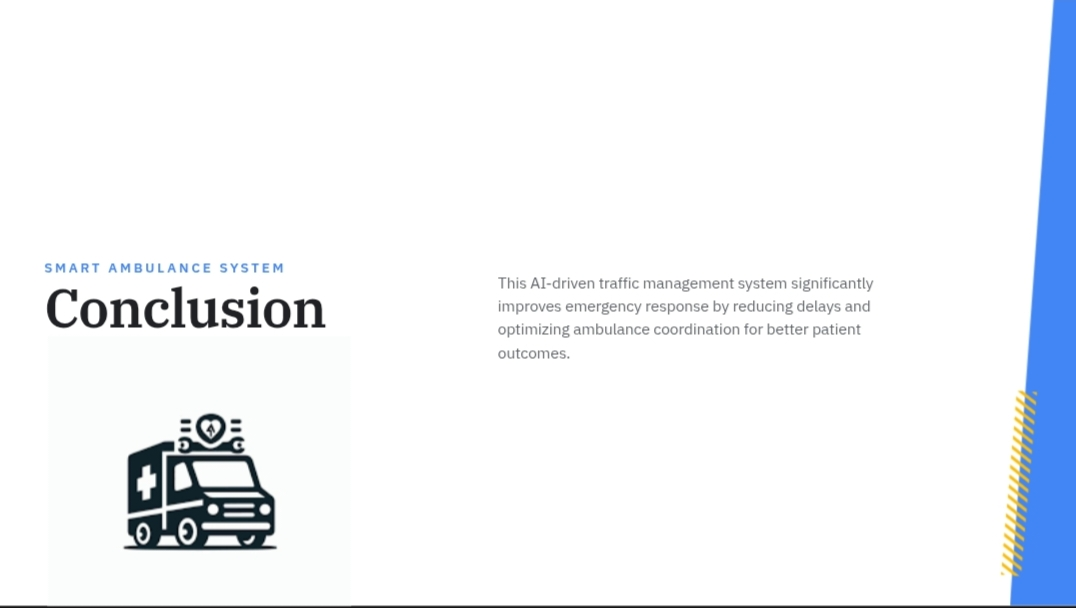 SMART AMBULANCE SYSTEM
Conclusion
This AI-driven traffic management system significantly
improves emergency response by reducing delays and
optimizing ambulance coordination for better patient
outcomes.